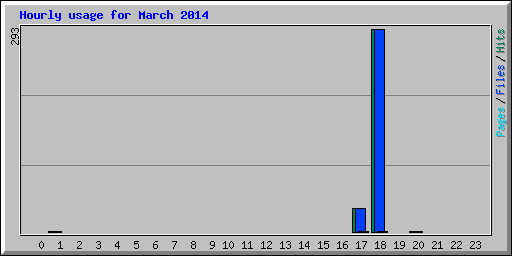 Hourly usage for March 2014
293
Pages/Files/Hits
0 1 2 3 4 5 6 7 8 9 10 11 12 13 14 15 16 17 18 19 20 21 22 23